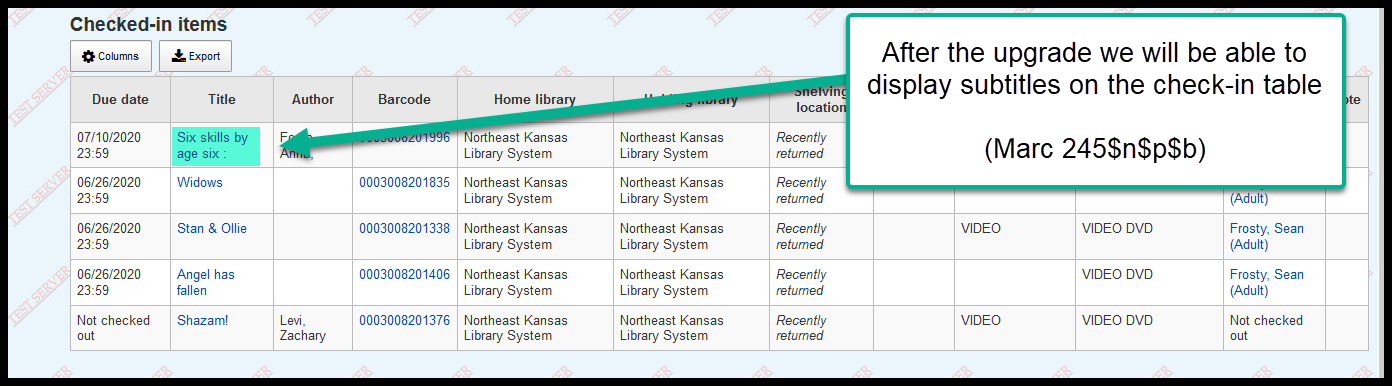 Checked-in items
Columns
Export
After the upgrade we will be able to
display subtitles on the check-in table
(Marc 245$n$p$b)
Due date Title Author Barcode Home library Holding library Shelving
location
07/10/2020 Six skills by 0003008201996 Northeast Kansas Northeast Kansas Recently
23:59 age six : Anna, Library System Library System returned
06/26/2020 Widows 0003008201835 Northeast Kansas Northeast Kansas Recently
23:59 Library System Library System returned (Adult)
06/26/2020 Stan & Ollie 0003008201338 Northeast Kansas Northeast Kansas Recently VIDEO VIDEO DVD Frosty, Sean
23:59 Library System Library System returned (Adult)
06/26/2020 Angel has 0003008201406 Northeast Kansas Northeast Kansas Recently VIDEO DVD Frosty, Sean
23:59 fallen Library System Library System returned (Adult)
Not checked Shazam! Levi, 0003008201376 Northeast Kansas Northeast Kansas Recently VIDEO VIDEO DVD Not checked
out Zachary Library System Library System returned out
TEST SERVER